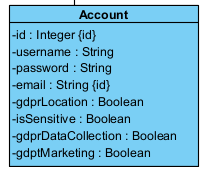 Account
-id : Integer {id}
-username : String
-password : String
-email : String {id}
-gdprLocation : Boolean
-isSensitive : Boolean
-gdprDataCollection : Boolean
-gdptMarketing : Boolean